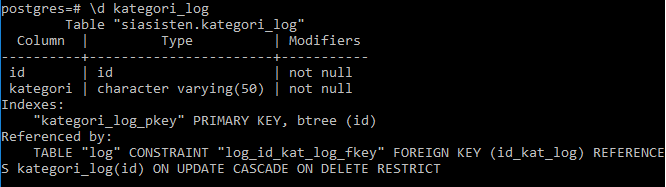 postgres=# \d kategori_log
Table "siasisten.kategori_log"
Column | Type | Modifiers
----------+-----------------------+-----------
id | id | not null
kategori | character varying(50) | not null
Indexes:
"kategori_log_pkey" PRIMARY KEY, btree (id)
Referenced by:
TABLE "log" CONSTRAINT "log_id_kat_log_fkey" FOREIGN KEY (id_kat_log) REFERENCE
S kategori_log(id) ON UPDATE CASCADE ON DELETE RESTRICT